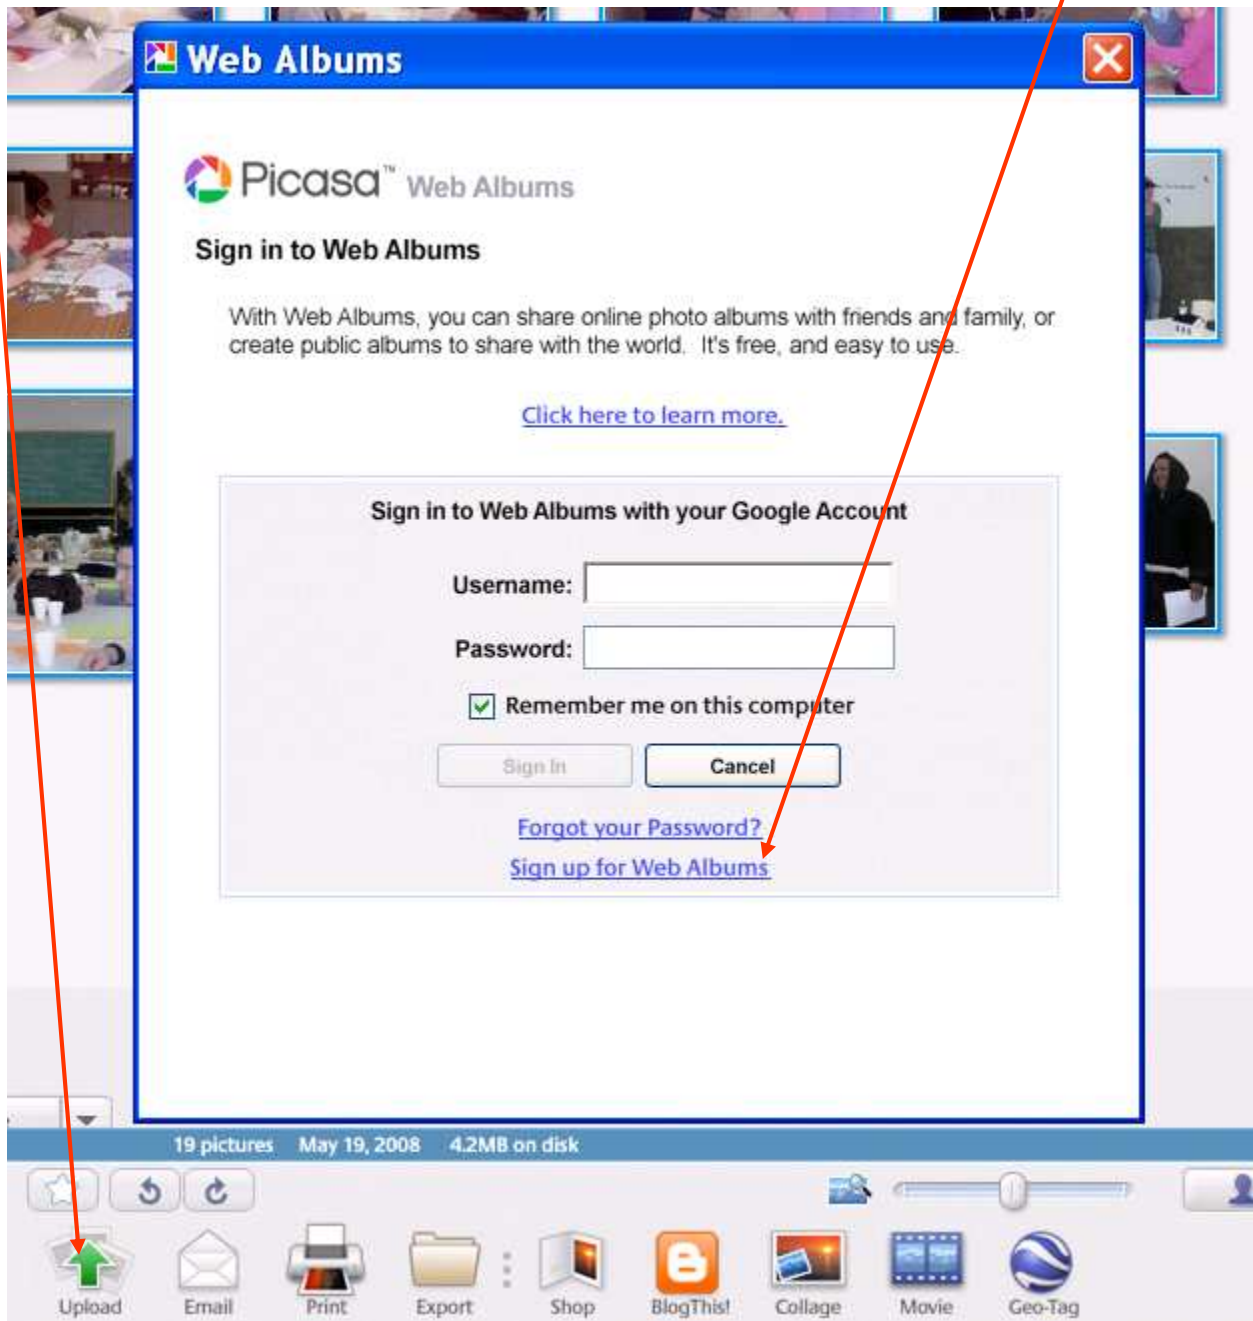 Web Albums
Picasa™ Web Albums
Sign in to Web Albums
With Web Albums, you can share online photo albums with friends and family, or
create public albums to share with the world. It's free, and easy to use.
Click here to learn more.
Sign in to Web Albums with your Google Account
Username:
Password:
Remember me on this computer
Sign In Cancel
Forgot your Password?
Sign up for Web Albums
19 pictures May 19, 2008 4.2MB on disk
Upload Email Print Export Shop BlogThis! Collage Movie Geo-Tag